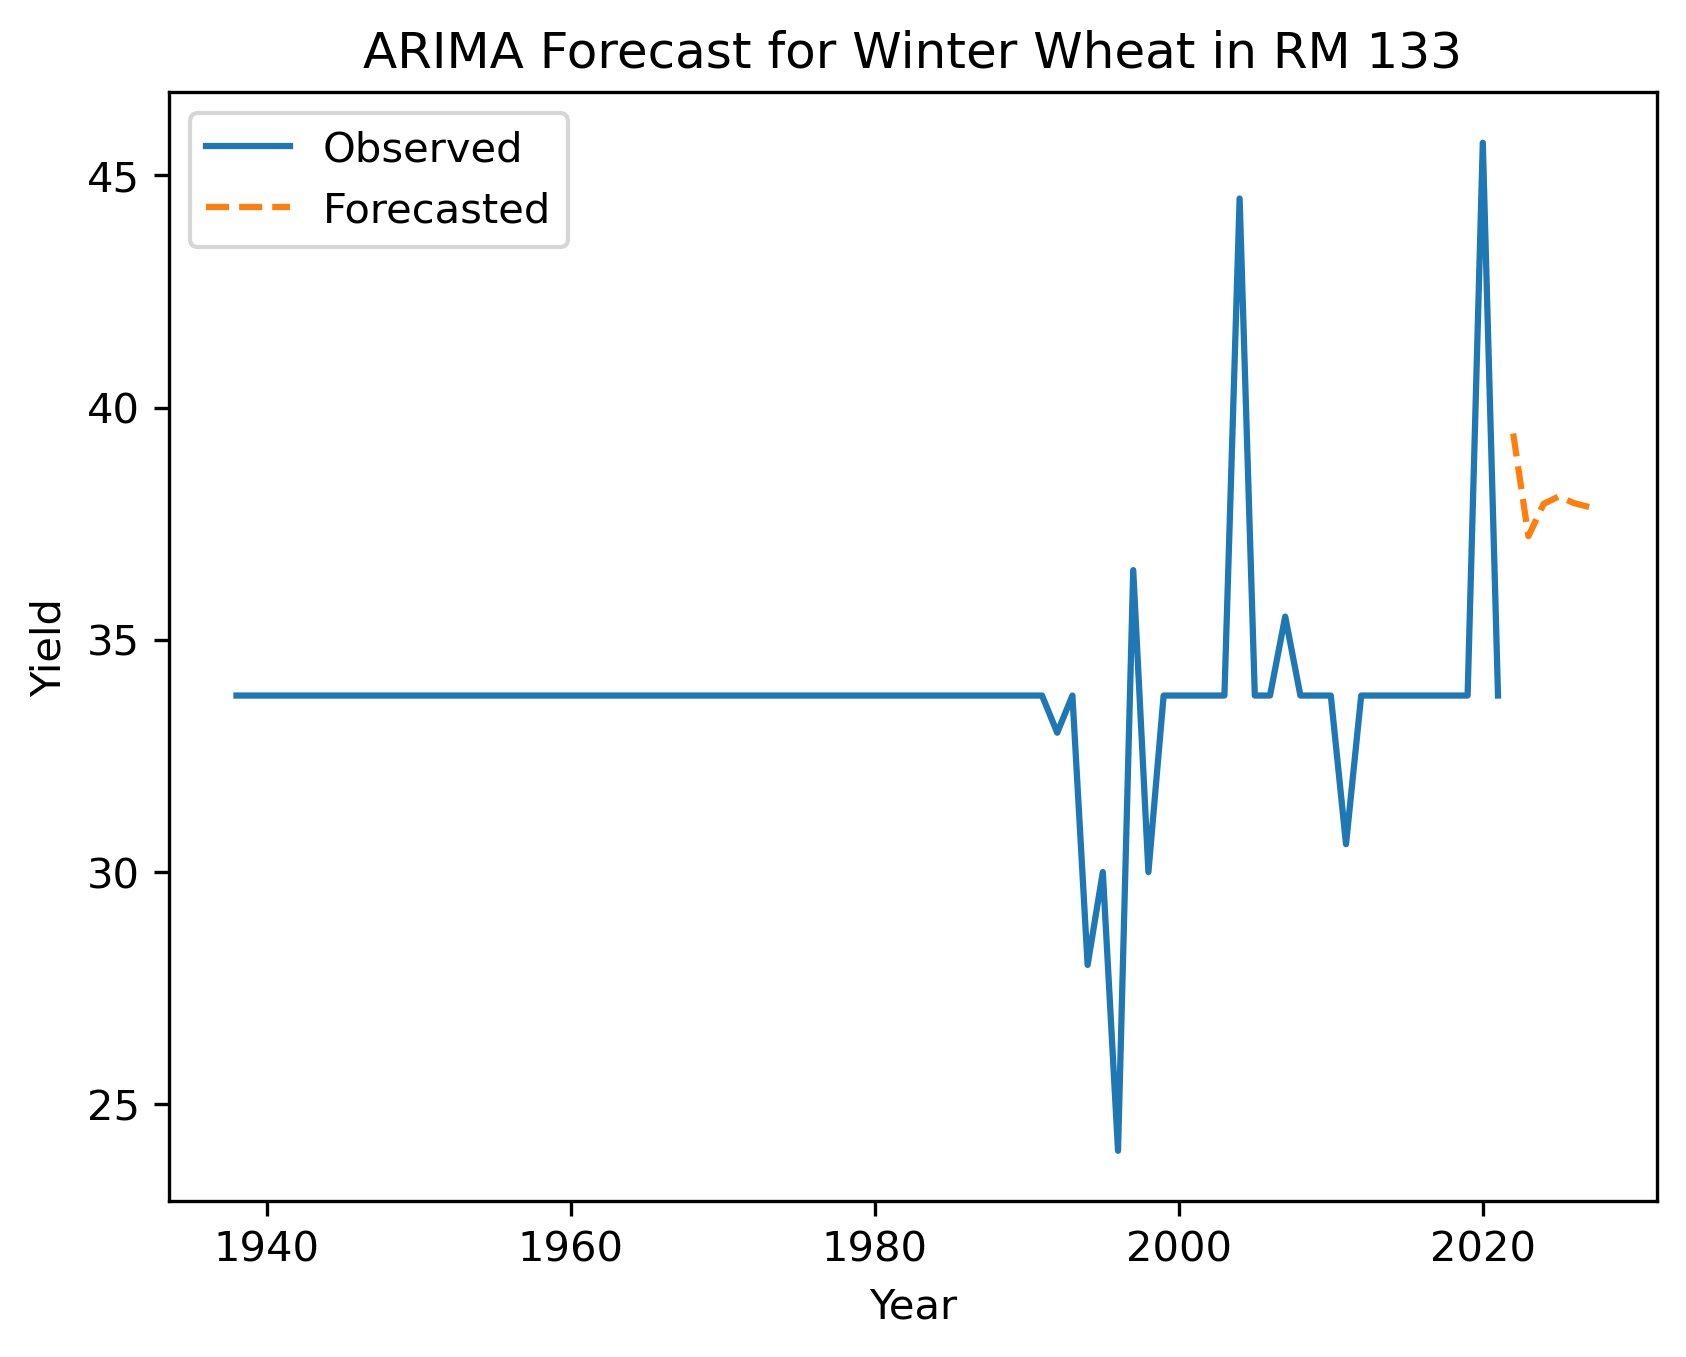 ARIMA Forecast for Winter Wheat in RM 133
Observed
Forecasted
45
40
35
30
25
Yield
1940 1960 1980 2000 2020
Year